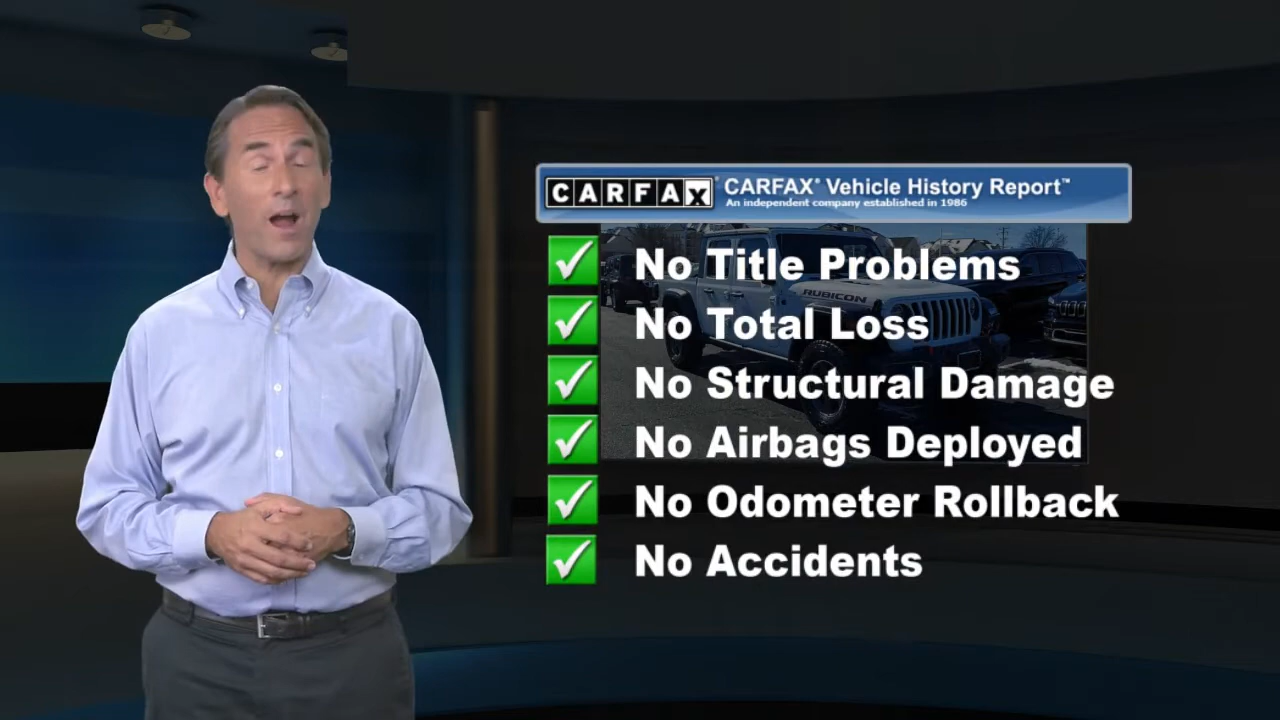 CARFAX
CARFAX® Vehicle History Report™
An independent company established in 1986
No Title Problems
RUBICON
No Total Loss
No Structural Damage
No Airbags Deployed
No Odometer Rollback
No Accidents